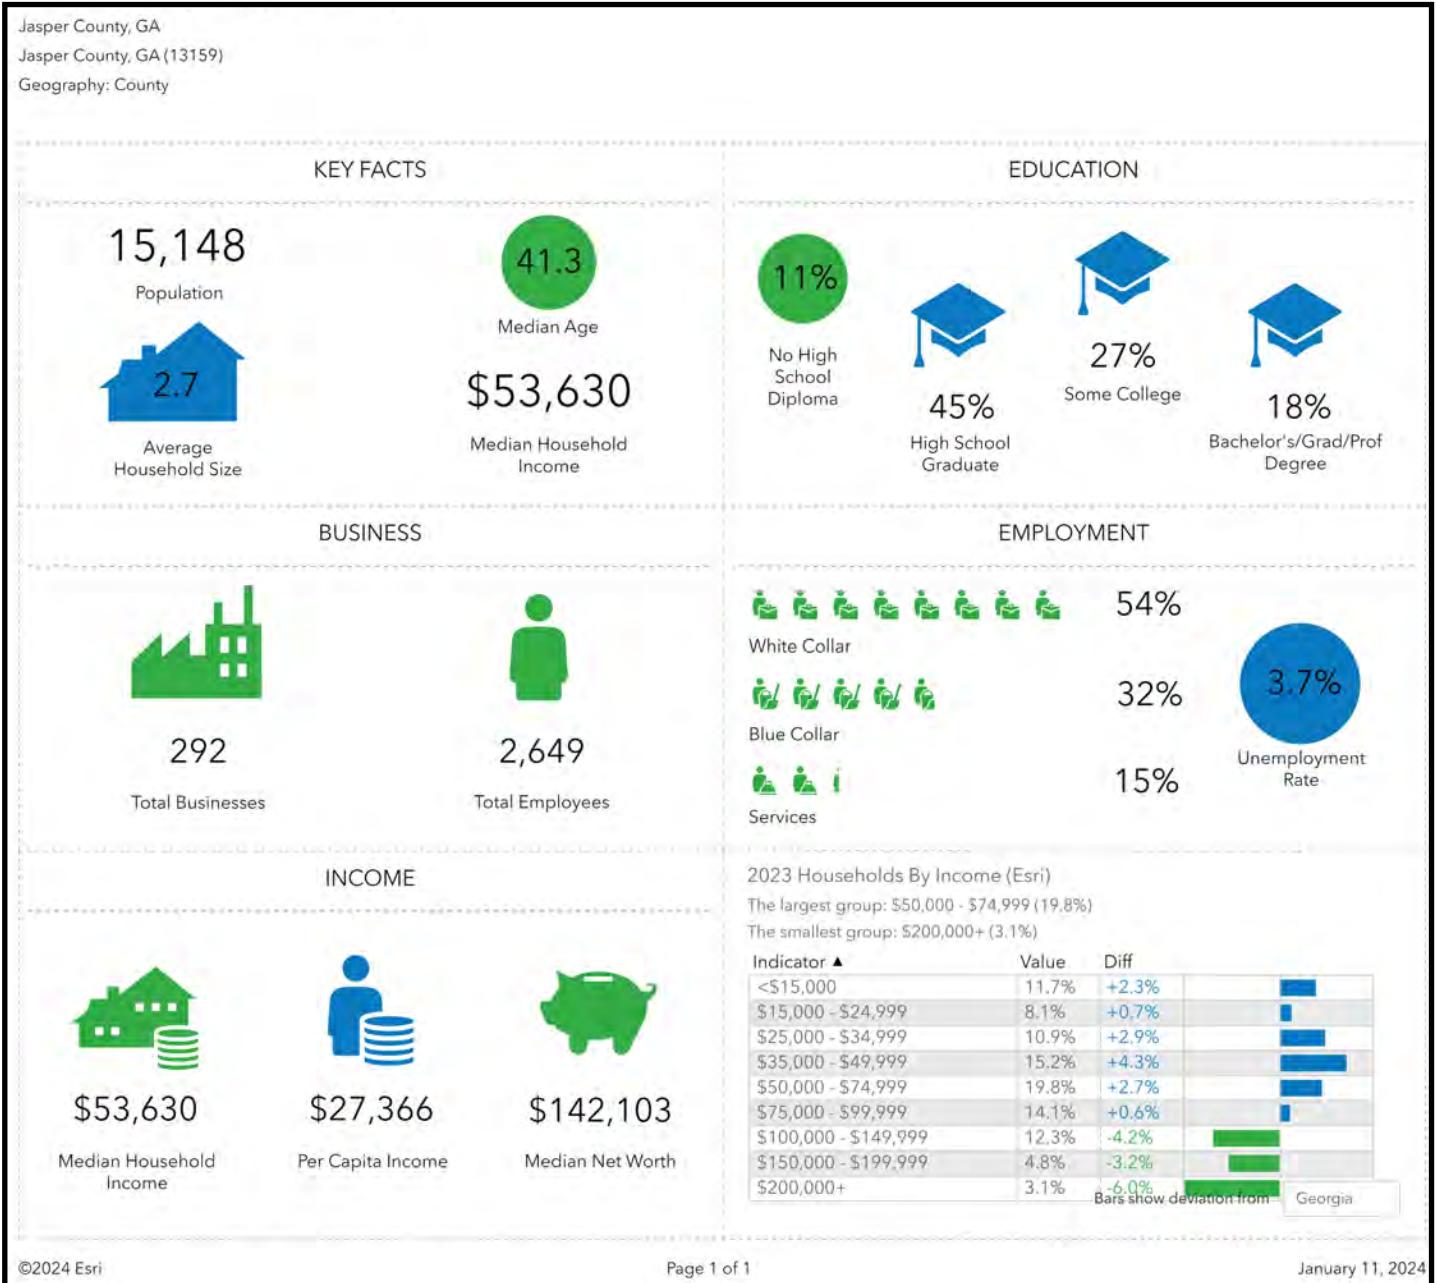 Jasper County, GA
Jasper County, GA (13159)
Geography: County
KEY FACTS
15,148
Population
41.3
Median Age
2.7
Average
Household Size
$53,630
Median Household
Income
EDUCATION
11%
No High
School
Diploma
45%
High School
Graduate
27%
Some College
18%
Bachelor's/Grad/Prof
Degree
BUSINESS
292
Total Businesses
2,649
Total Employees
EMPLOYMENT
54%
White Collar
32%
Blue Collar
15%
Services
3.7%
Unemployment
Rate
INCOME
$53,630
Median Household
Income
$27,366
Per Capita Income
$142,103
Median Net Worth
2023 Households By Income (Esri)
The largest group: $50,000 - $74,999 (19.8%)
The smallest group: $200,000+ (3.1%)
Indicator ▲ Value Diff
<$15,000 11.7% +2.3%
$15,000 - $24,999 8.1% +0.7%
$25,000 - $34,999 10.9% +2.9%
$35,000 - $49,999 15.2% +4.3%
$50,000 - $74,999 19.8% +2.7%
$75,000 - $99,999 14.1% +0.6%
$100,000 - $149,999 12.3% -4.2%
$150,000 - $199,999 4.8% -3.2%
$200,000+ 3.1% -6.0%
Bars show deviation from Georgia
©2024 Esri Page 1 of 1 January 11, 2024